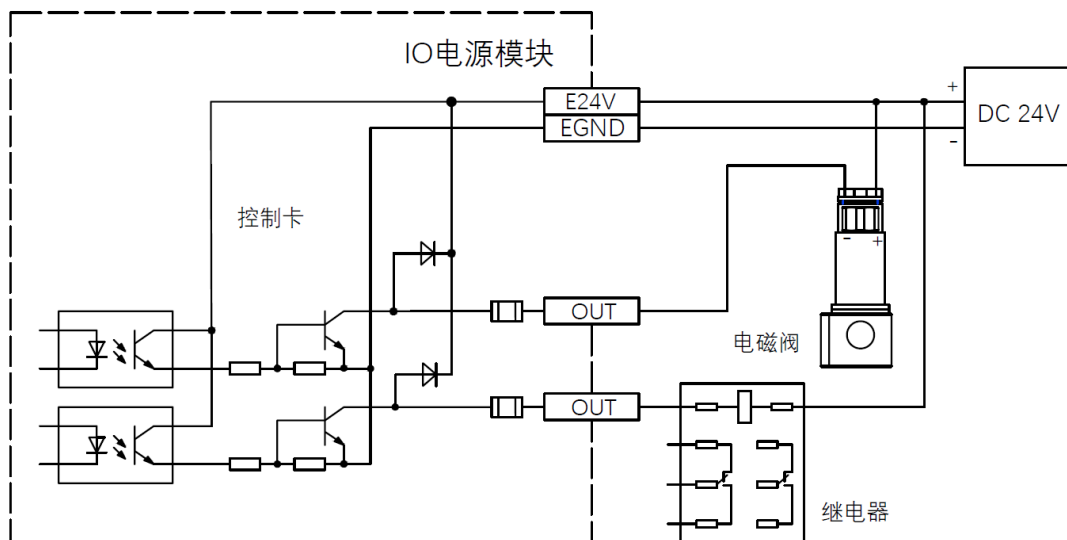 IO电源模块
E24V
EGND
+
-
DC 24V
控制卡
- +
OUT
电磁阀
OUT
继电器